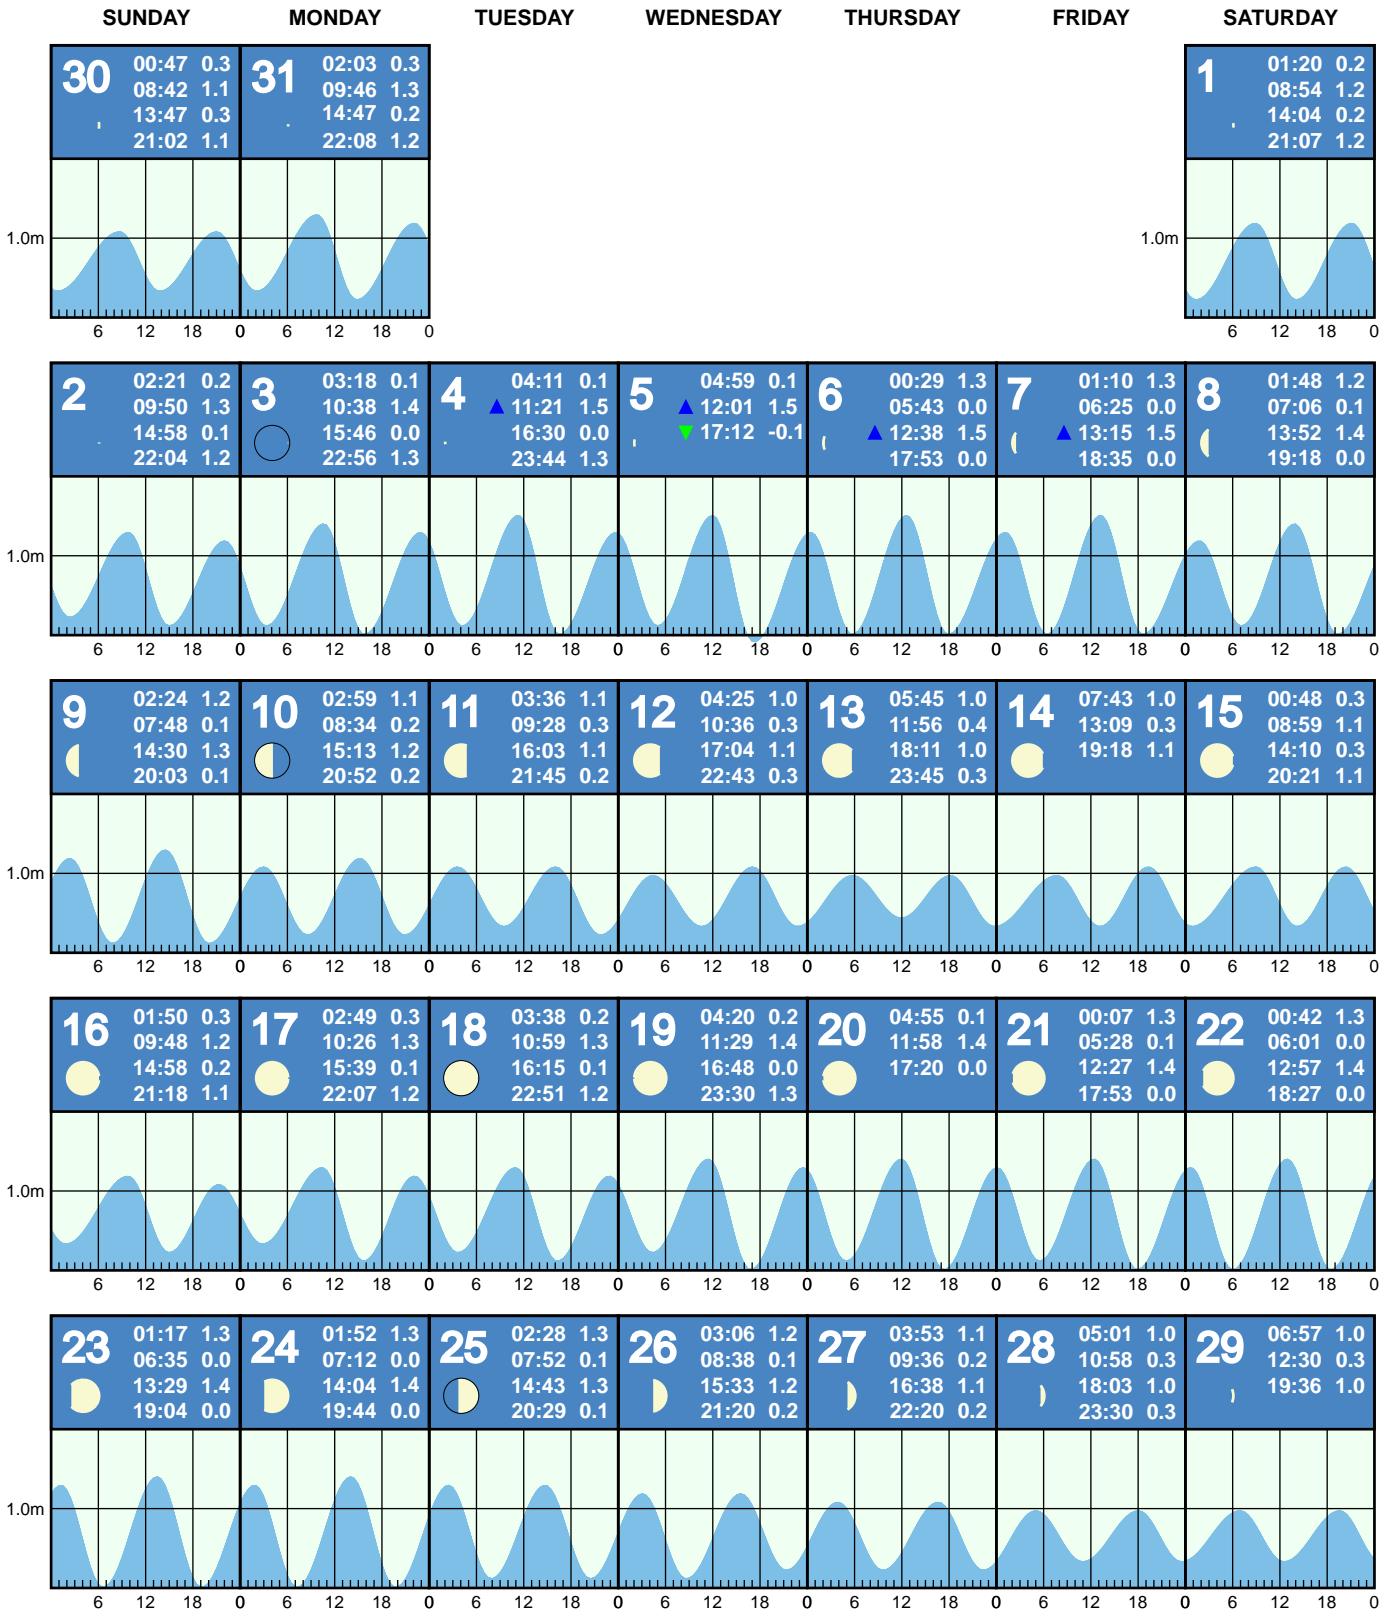 SUNDAY MONDAY TUESDAY WEDNESDAY THURSDAY FRIDAY SATURDAY
30 00:47 0.3
08:42 1.1
13:47 0.3
21:02 1.1
31 02:03 0.3
09:46 1.3
14:47 0.2
22:08 1.2
1 01:20 0.2
08:54 1.2
14:04 0.2
21:07 1.2
1.0m 1.0m
6 12 18 0 6 12 18 0 6 12 18 0
2 02:21 0.2
09:50 1.3
14:58 0.1
22:04 1.2
3 03:18 0.1
10:38 1.4
15:46 0.0
22:56 1.3
4 04:11 0.1
11:21 1.5
16:30 0.0
23:44 1.3
5 04:59 0.1
12:01 1.5
17:12 -0.1
6 00:29 1.3
05:43 0.0
12:38 1.5
17:53 0.0
7 01:10 1.3
06:25 0.0
13:15 1.5
18:35 0.0
8 01:48 1.2
07:06 0.1
13:52 1.4
19:18 0.0
1.0m
6 12 18 0 6 12 18 0 6 12 18 0 6 12 18 0 6 12 18 0 6 12 18 0 6 12 18 0
9 02:24 1.2
07:48 0.1
14:30 1.3
20:03 0.1
10 02:59 1.1
08:34 0.2
15:13 1.2
20:52 0.2
11 03:36 1.1
09:28 0.3
16:03 1.1
21:45 0.2
12 04:25 1.0
10:36 0.3
17:04 1.1
22:43 0.3
13 05:45 1.0
11:56 0.4
18:11 1.0
23:45 0.3
14 07:43 1.0
13:09 0.3
19:18 1.1
15 00:48 0.3
08:59 1.1
14:10 0.3
20:21 1.1
1.0m
6 12 18 0 6 12 18 0 6 12 18 0 6 12 18 0 6 12 18 0 6 12 18 0 6 12 18 0
16 01:50 0.3
09:48 1.2
14:58 0.2
21:18 1.1
17 02:49 0.3
10:26 1.3
15:39 0.1
22:07 1.2
18 03:38 0.2
10:59 1.3
16:15 0.1
22:51 1.2
19 04:20 0.2
11:29 1.4
16:48 0.0
23:30 1.3
20 04:55 0.1
11:58 1.4
17:20 0.0
21 00:07 1.3
05:28 0.1
12:27 1.4
17:53 0.0
22 00:42 1.3
06:01 0.0
12:57 1.4
18:27 0.0
1.0m
6 12 18 0 6 12 18 0 6 12 18 0 6 12 18 0 6 12 18 0 6 12 18 0 6 12 18 0
23 01:17 1.3
06:35 0.0
13:29 1.4
19:04 0.0
24 01:52 1.3
07:12 0.0
14:04 1.4
19:44 0.0
25 02:28 1.3
07:52 0.1
14:43 1.3
20:29 0.1
26 03:06 1.2
08:38 0.1
15:33 1.2
21:20 0.2
27 03:53 1.1
09:36 0.2
16:38 1.1
22:20 0.2
28 05:01 1.0
10:58 0.3
18:03 1.0
23:30 0.3
29 06:57 1.0
12:30 0.3
19:36 1.0
1.0m
6 12 18 0 6 12 18 0 6 12 18 0 6 12 18 0 6 12 18 0 6 12 18 0 6 12 18 0